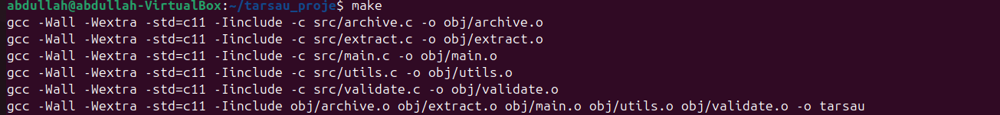 abdullah@abdullah-VirtualBox:~/tarsau_proje$ make
gcc -Wall -Wextra -std=c11 -Iinclude -c src/archive.c -o obj/archive.o
gcc -Wall -Wextra -std=c11 -Iinclude -c src/extract.c -o obj/extract.o
gcc -Wall -Wextra -std=c11 -Iinclude -c src/main.c -o obj/main.o
gcc -Wall -Wextra -std=c11 -Iinclude -c src/utils.c -o obj/utils.o
gcc -Wall -Wextra -std=c11 -Iinclude -c src/validate.c -o obj/validate.o
gcc -Wall -Wextra -std=c11 -Iinclude obj/archive.o obj/extract.o obj/main.o obj/utils.o obj/validate.o -o tarsau